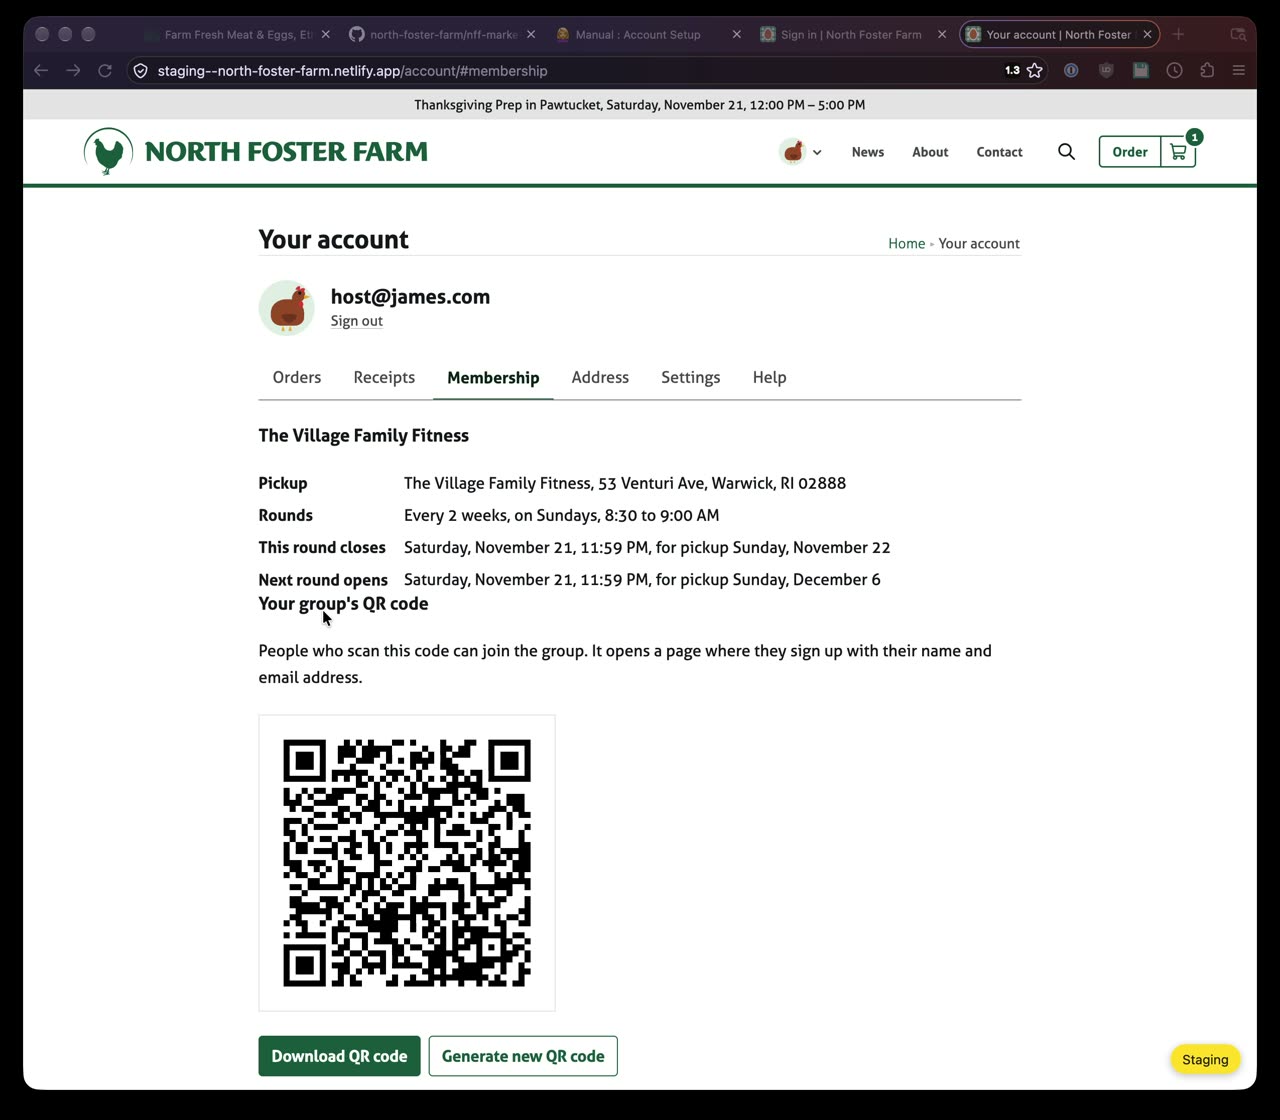 Farm Fresh Meat & Eggs, Et
north-foster-farm/nff-marke
Manual : Account Setup
Sign in | North Foster Farm
Your account | North Foster
staging--north-foster-farm.netlify.app/account/#membership
1.3
Thanksgiving Prep in Pawtucket, Saturday, November 21, 12:00 PM – 5:00 PM
NORTH FOSTER FARM
News
About
Contact
Order
1
Your account
Home ▸ Your account
host@james.com
Sign out
Orders
Receipts
Membership
Address
Settings
Help
The Village Family Fitness
Pickup The Village Family Fitness, 53 Venturi Ave, Warwick, RI 02888
Rounds Every 2 weeks, on Sundays, 8:30 to 9:00 AM
This round closes Saturday, November 21, 11:59 PM, for pickup Sunday, November 22
Next round opens Saturday, November 21, 11:59 PM, for pickup Sunday, December 6
Your group's QR code
People who scan this code can join the group. It opens a page where they sign up with their name and
email address.
Download QR code
Generate new QR code
Staging